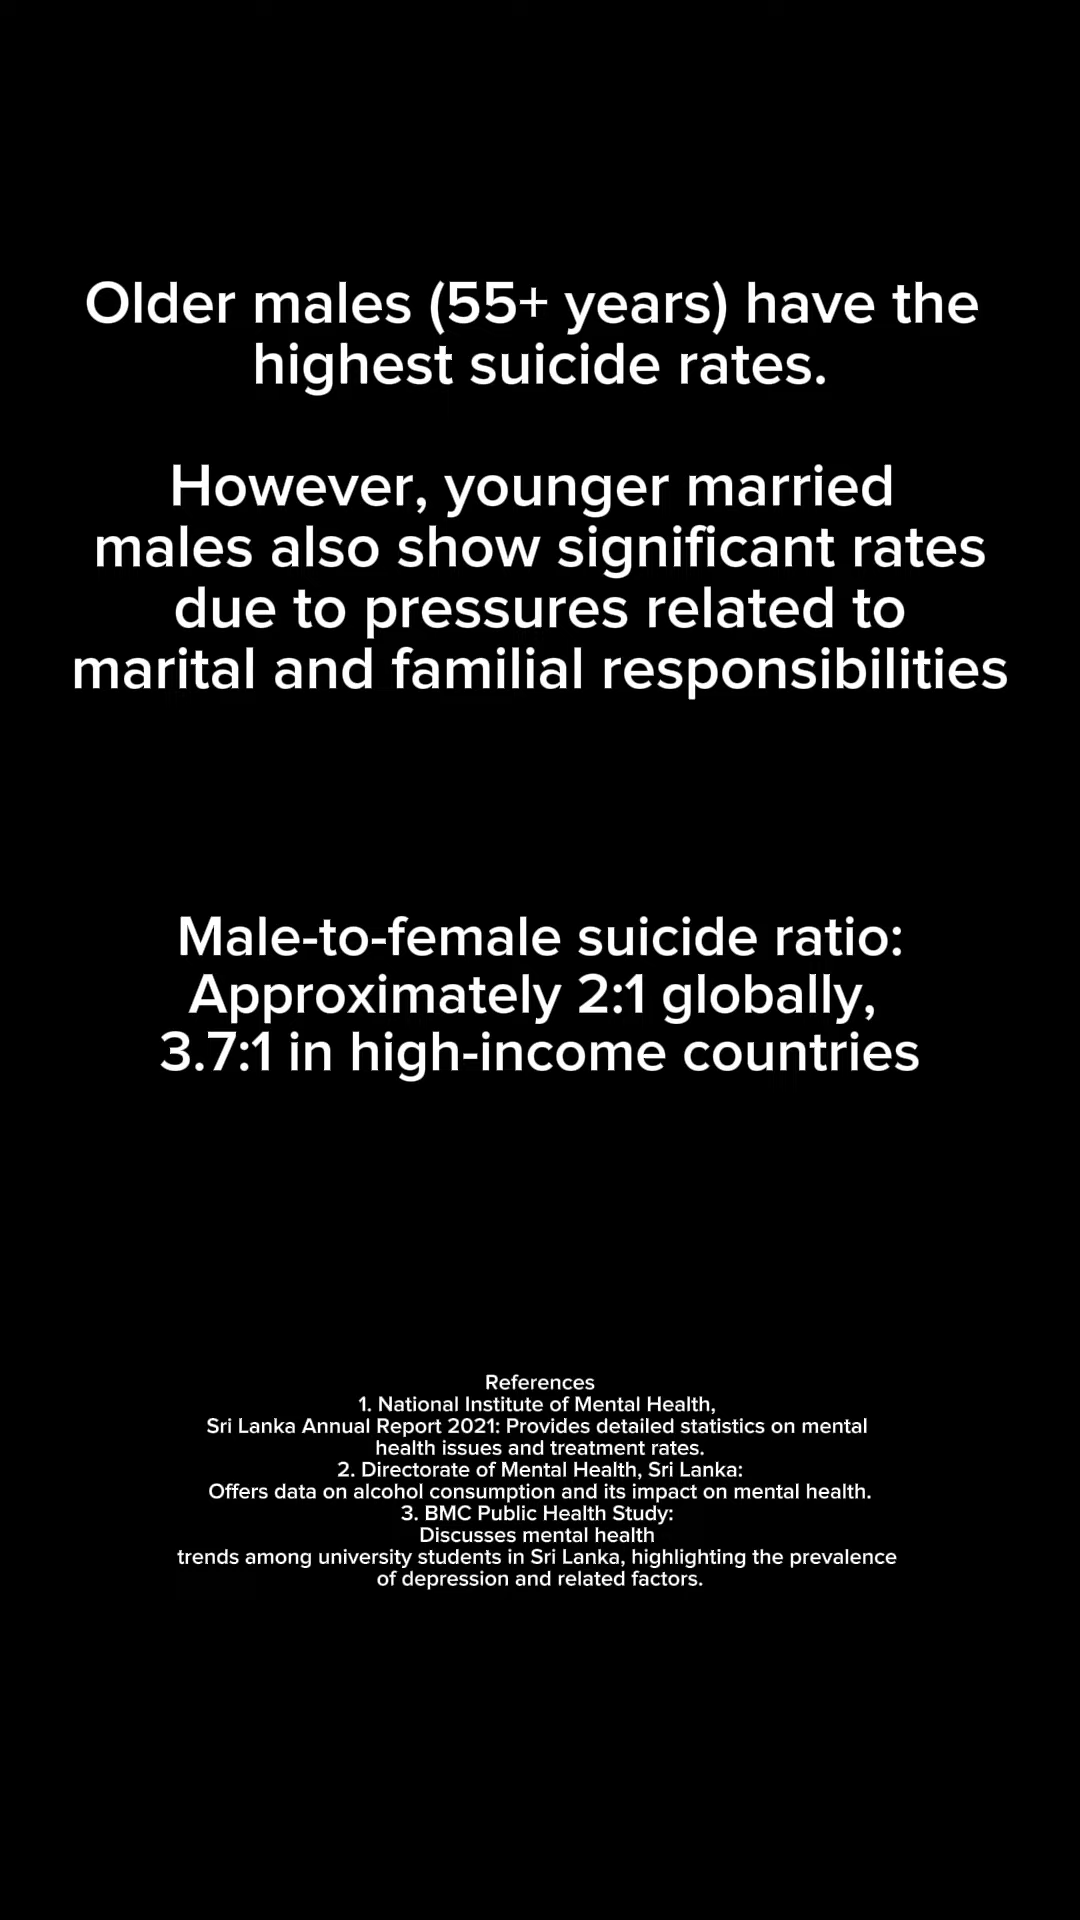 Older males (55+ years) have the
highest suicide rates.
However, younger married
males also show significant rates
due to pressures related to
marital and familial responsibilities
Male-to-female suicide ratio:
Approximately 2:1 globally,
3.7:1 in high-income countries
References
1. National Institute of Mental Health,
Sri Lanka Annual Report 2021: Provides detailed statistics on mental
health issues and treatment rates.
2. Directorate of Mental Health, Sri Lanka:
Offers data on alcohol consumption and its impact on mental health.
3. BMC Public Health Study:
Discusses mental health
trends among university students in Sri Lanka, highlighting the prevalence
of depression and related factors.